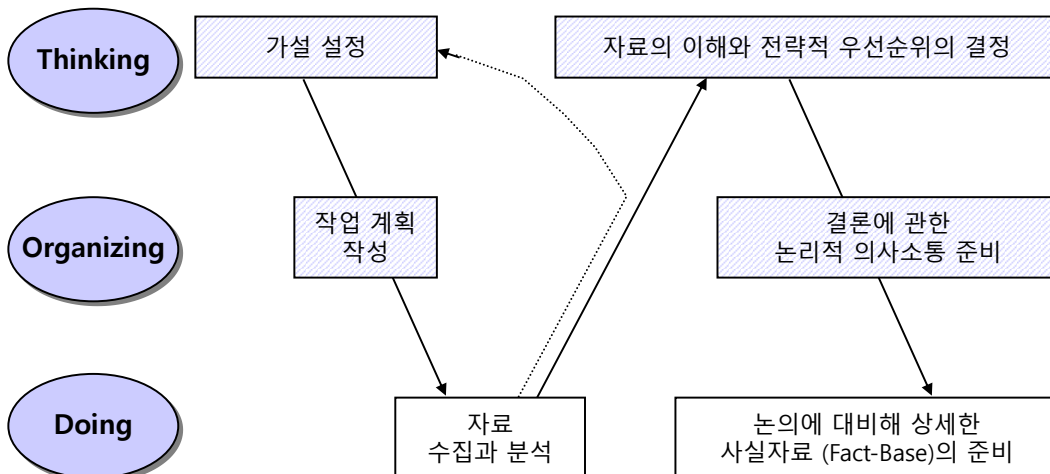 Thinking
가설 설정
자료의 이해와 전략적 우선순위의 결정
Organizing
작업 계획
작성
결론에 관한
논리적 의사소통 준비
Doing
자료
수집과 분석
논의에 대비해 상세한
사실자료 (Fact-Base)의 준비